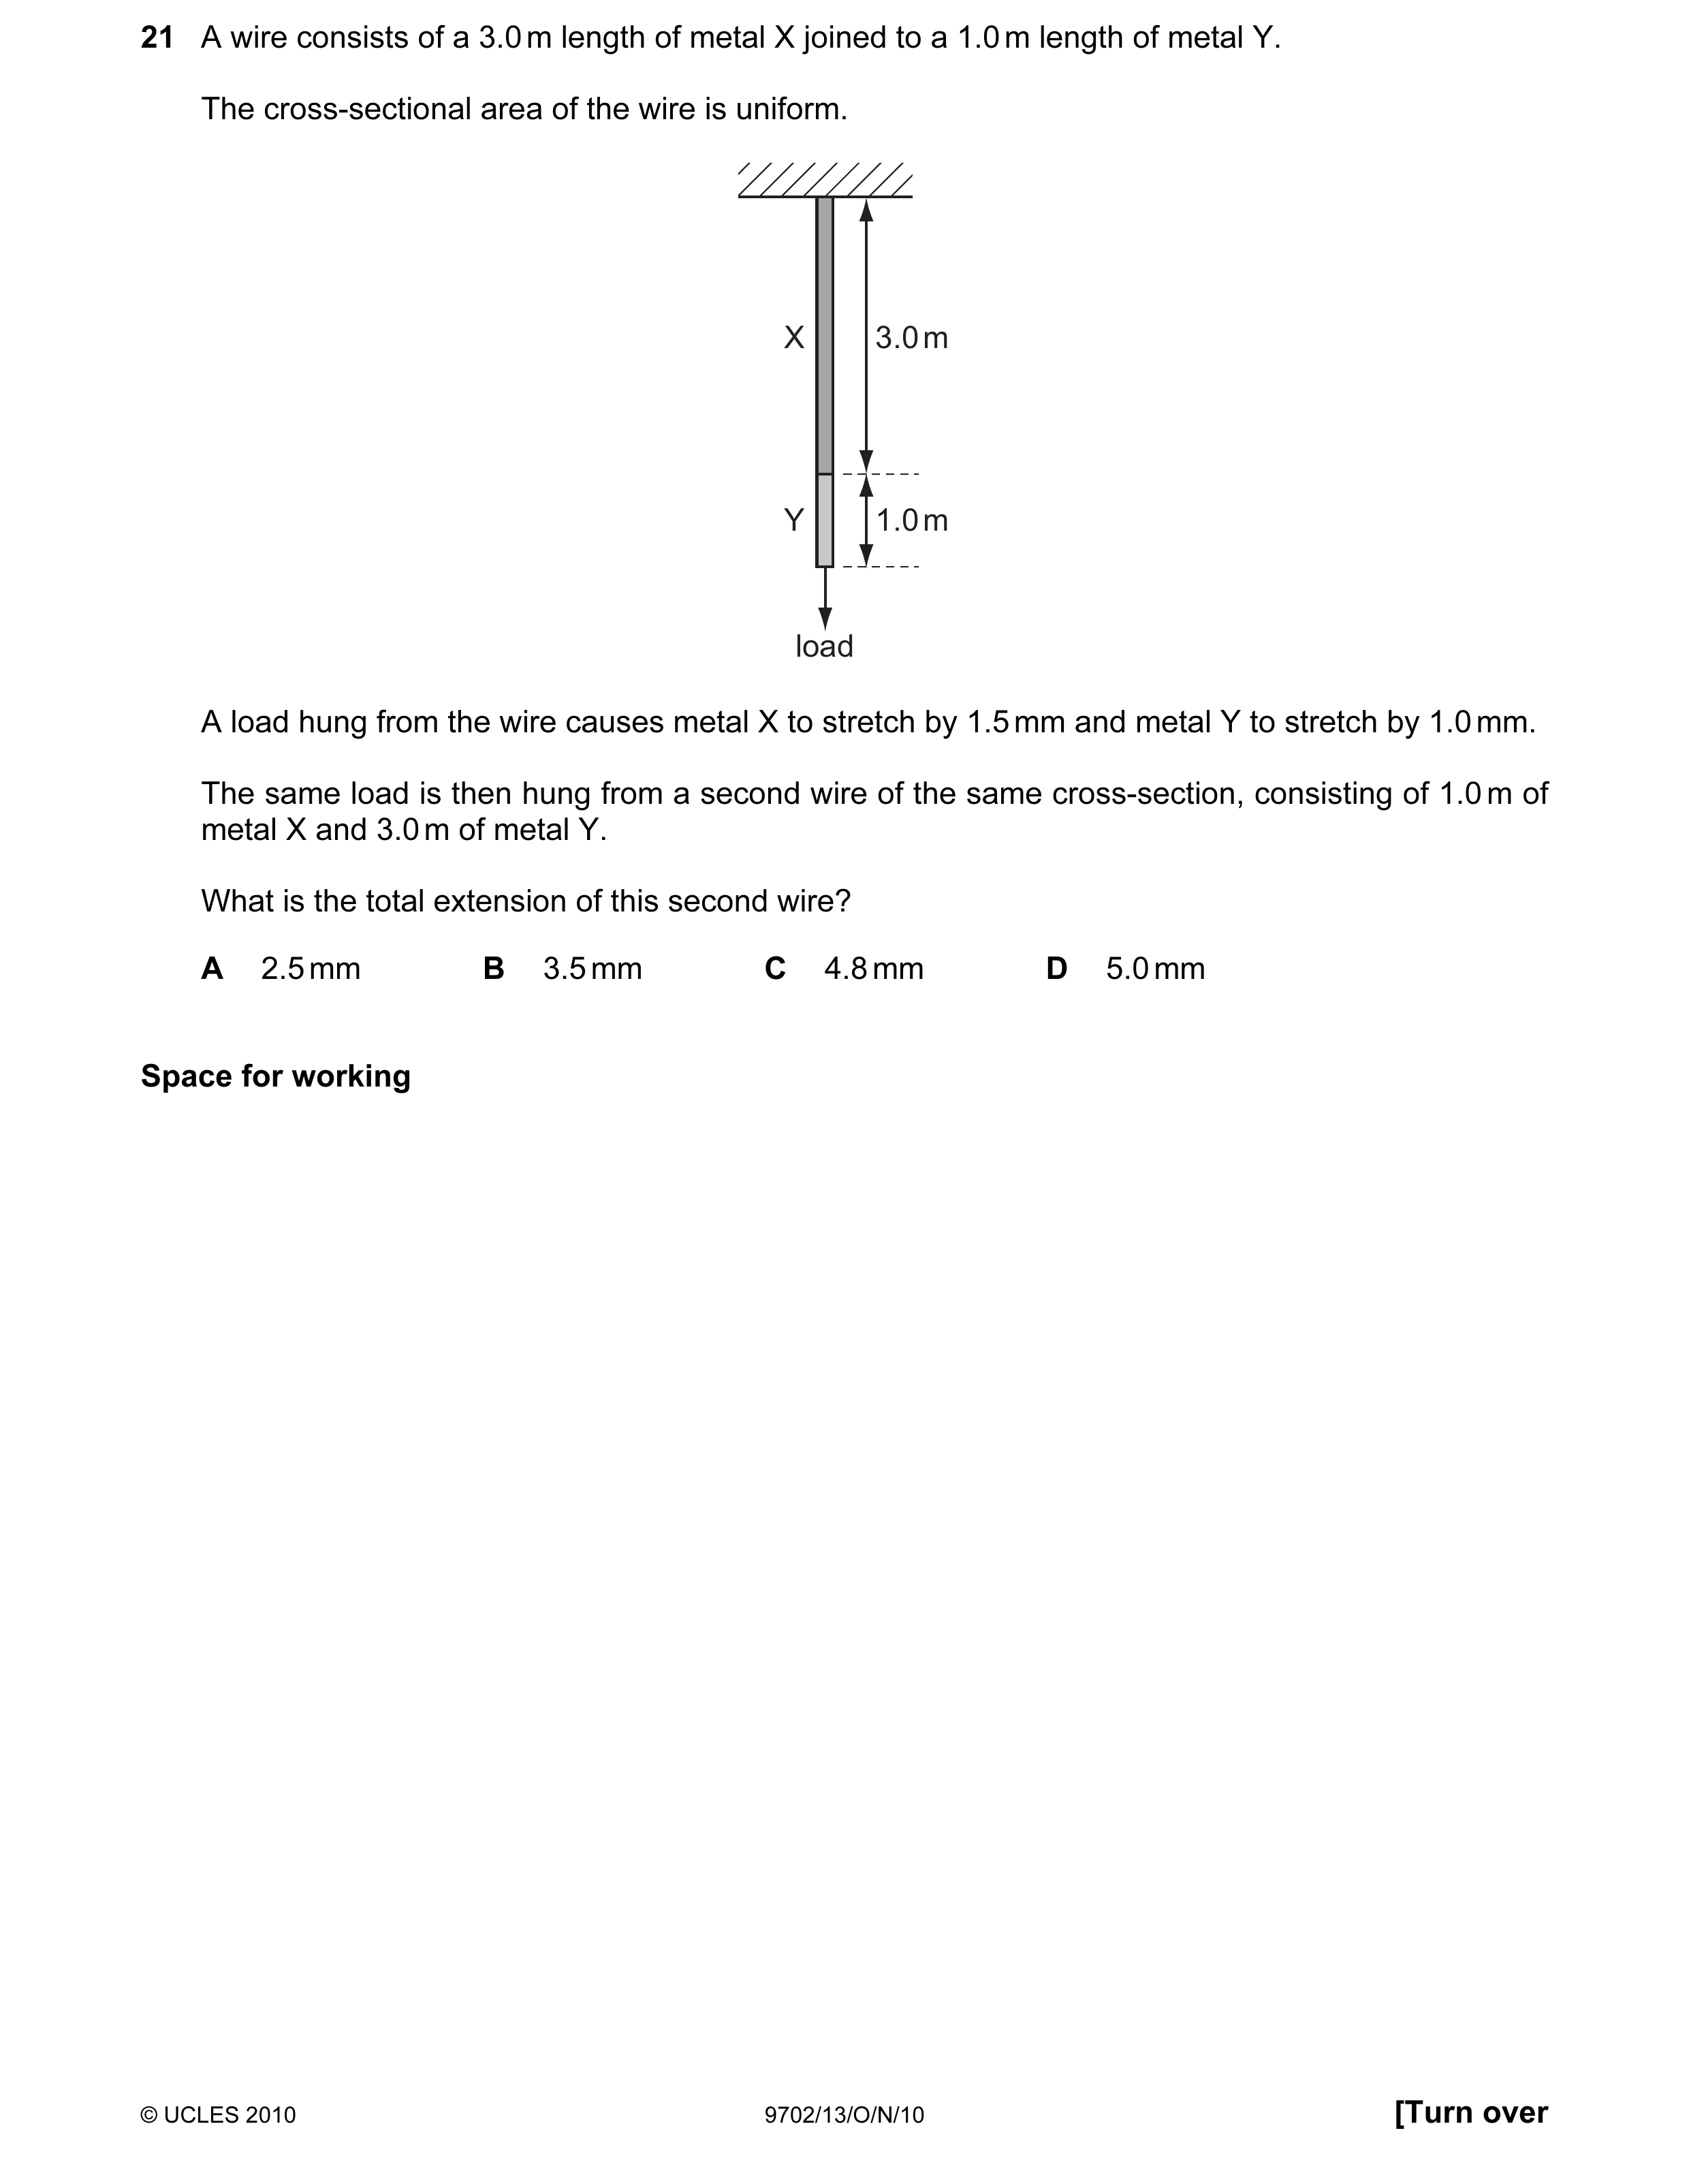 21 A wire consists of a 3.0 m length of metal X joined to a 1.0 m length of metal Y.
The cross-sectional area of the wire is uniform.
X
3.0 m
Y
1.0 m
load
A load hung from the wire causes metal X to stretch by 1.5 mm and metal Y to stretch by 1.0 mm.
The same load is then hung from a second wire of the same cross-section, consisting of 1.0 m of
metal X and 3.0 m of metal Y.
What is the total extension of this second wire?
A 2.5 mm B 3.5 mm C 4.8 mm D 5.0 mm
Space for working
© UCLES 2010 9702/13/O/N/10 [Turn over